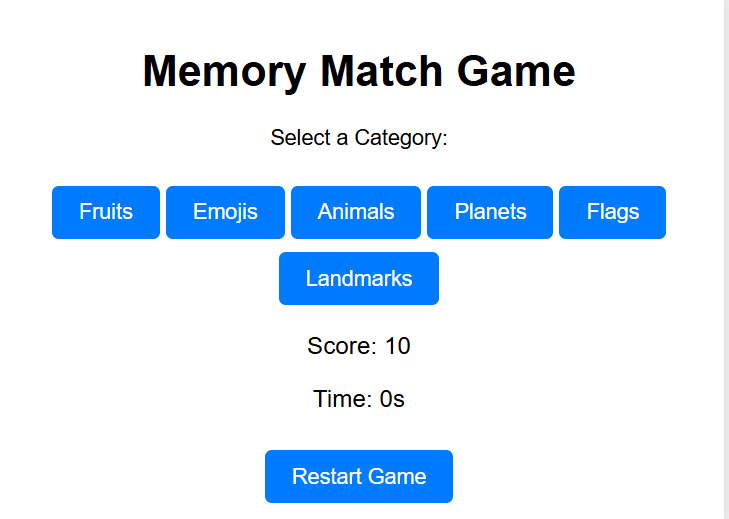 Memory Match Game
Select a Category:
Fruits Emojis Animals Planets Flags
Landmarks
Score: 10
Time: 0s
Restart Game